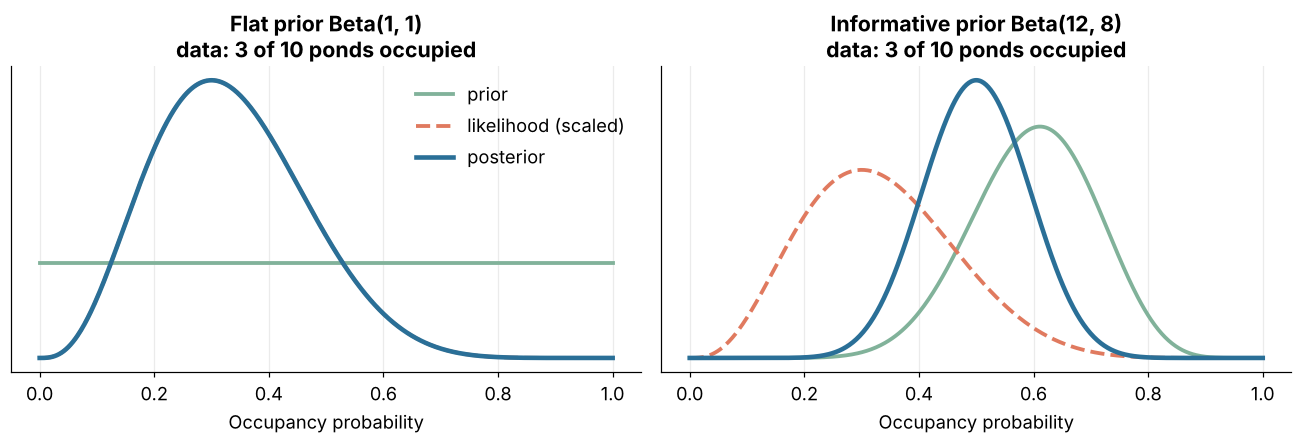 Flat prior Beta(1, 1)
data: 3 of 10 ponds occupied
prior
likelihood (scaled)
posterior
0.0 0.2 0.4 0.6 0.8 1.0
Occupancy probability
Informative prior Beta(12, 8)
data: 3 of 10 ponds occupied
0.0 0.2 0.4 0.6 0.8 1.0
Occupancy probability